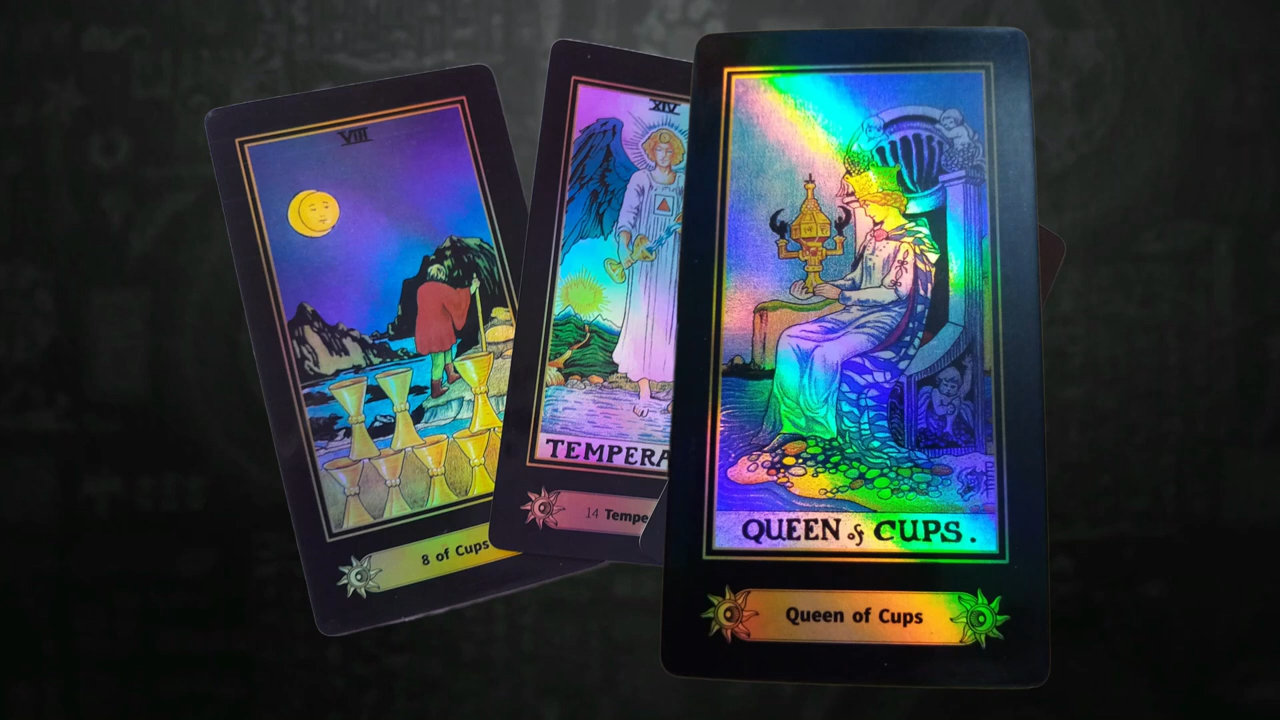 VIII
8 of Cups
XIV
TEMPERA
14 Tempe
QUEEN of CUPS.
Queen of Cups